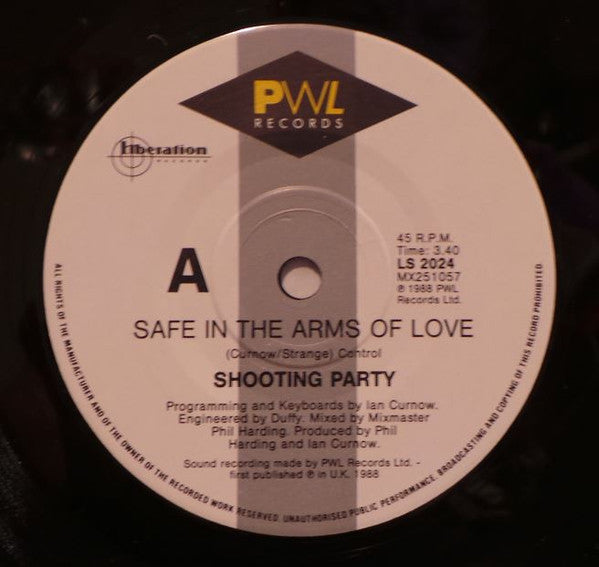 PWL
RECORDS
Liberation
RECORDS
A
45 R.P.M.
Time: 3.40
LS 2024
MX251057
℗ 1988 PWL
Records Ltd.
SAFE IN THE ARMS OF LOVE
(Curnow/Strange) Control
SHOOTING PARTY
Programming and Keyboards by Ian Curnow.
Engineered by Duffy. Mixed by Mixmaster
Phil Harding. Produced by Phil
Harding and Ian Curnow.
Sound recording made by PWL Records Ltd. -
first published ℗ in U.K. 1988
ALL RIGHTS OF THE MANUFACTURER AND OF THE OWNER OF THE RECORDED WORK RESERVED. UNAUTHORISED PUBLIC PERFORMANCE, BROADCASTING AND COPYING OF THIS RECORD PROHIBITED.